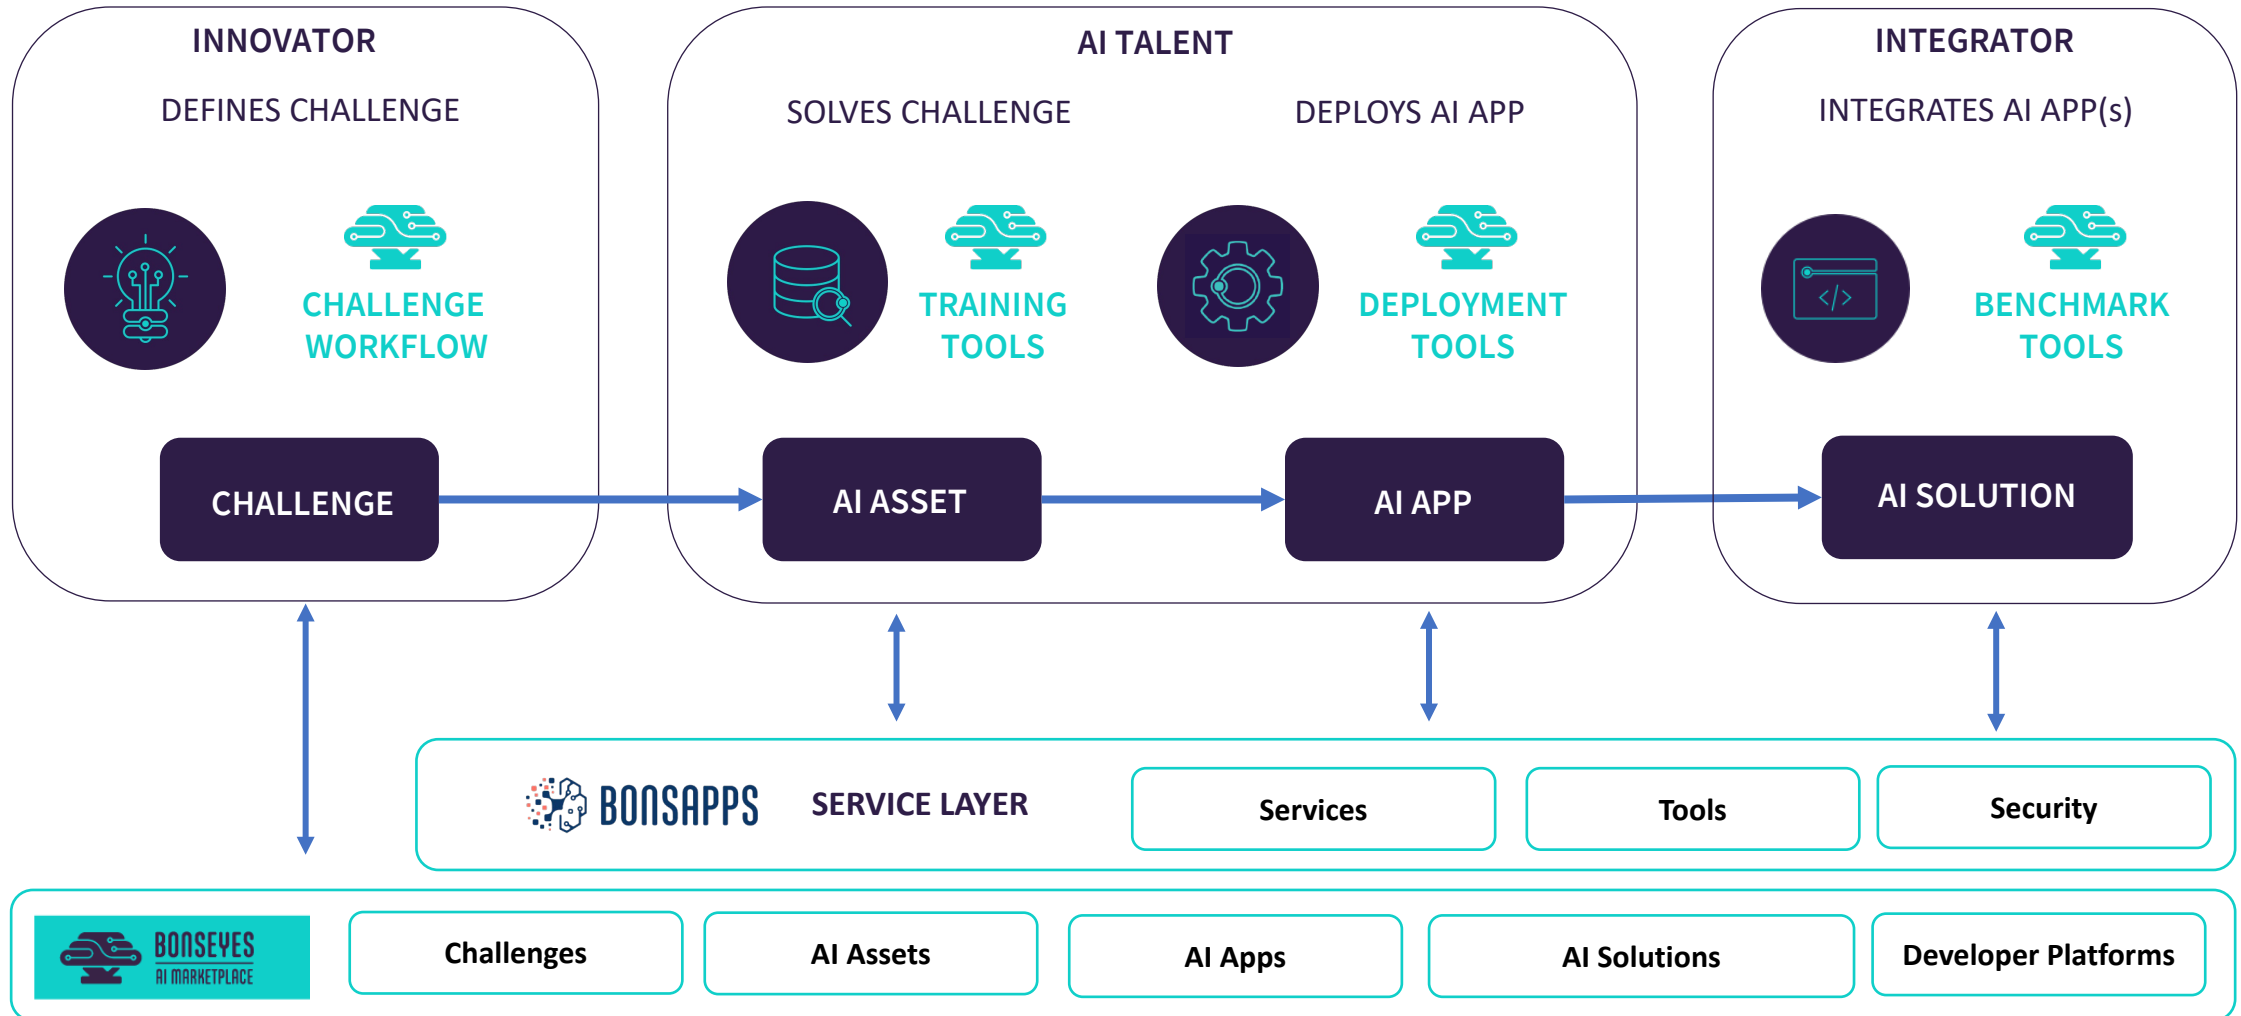 INNOVATOR
DEFINES CHALLENGE
CHALLENGE
WORKFLOW
CHALLENGE
AI TALENT
SOLVES CHALLENGE
DEPLOYS AI APP
TRAINING
TOOLS
DEPLOYMENT
TOOLS
AI ASSET
AI APP
INTEGRATOR
INTEGRATES AI APP(s)
</>
BENCHMARK
TOOLS
AI SOLUTION
BONSAPPS
SERVICE LAYER
Services
Tools
Security
BONSEYES
AI MARKETPLACE
Challenges
AI Assets
AI Apps
AI Solutions
Developer Platforms